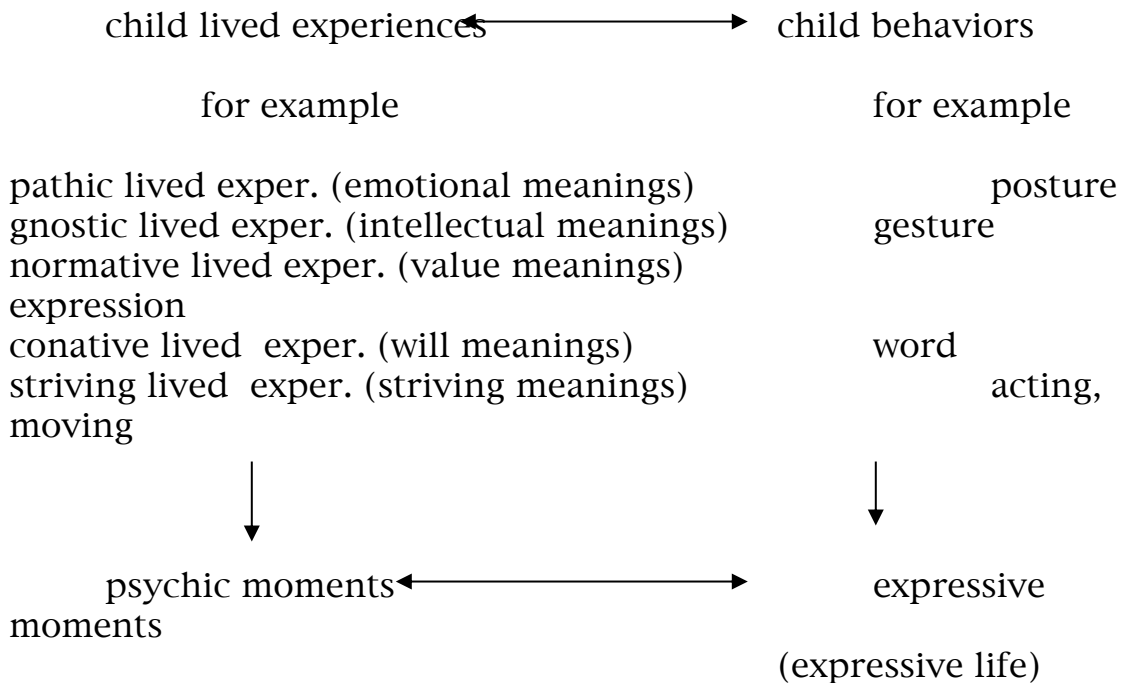 child lived experiences child behaviors
for example for example
pathic lived exper. (emotional meanings) posture
gnostic lived exper. (intellectual meanings) gesture
normative lived exper. (value meanings)
expression
conative lived exper. (will meanings) word
striving lived exper. (striving meanings) acting,
moving
psychic moments expressive
moments
(expressive life)